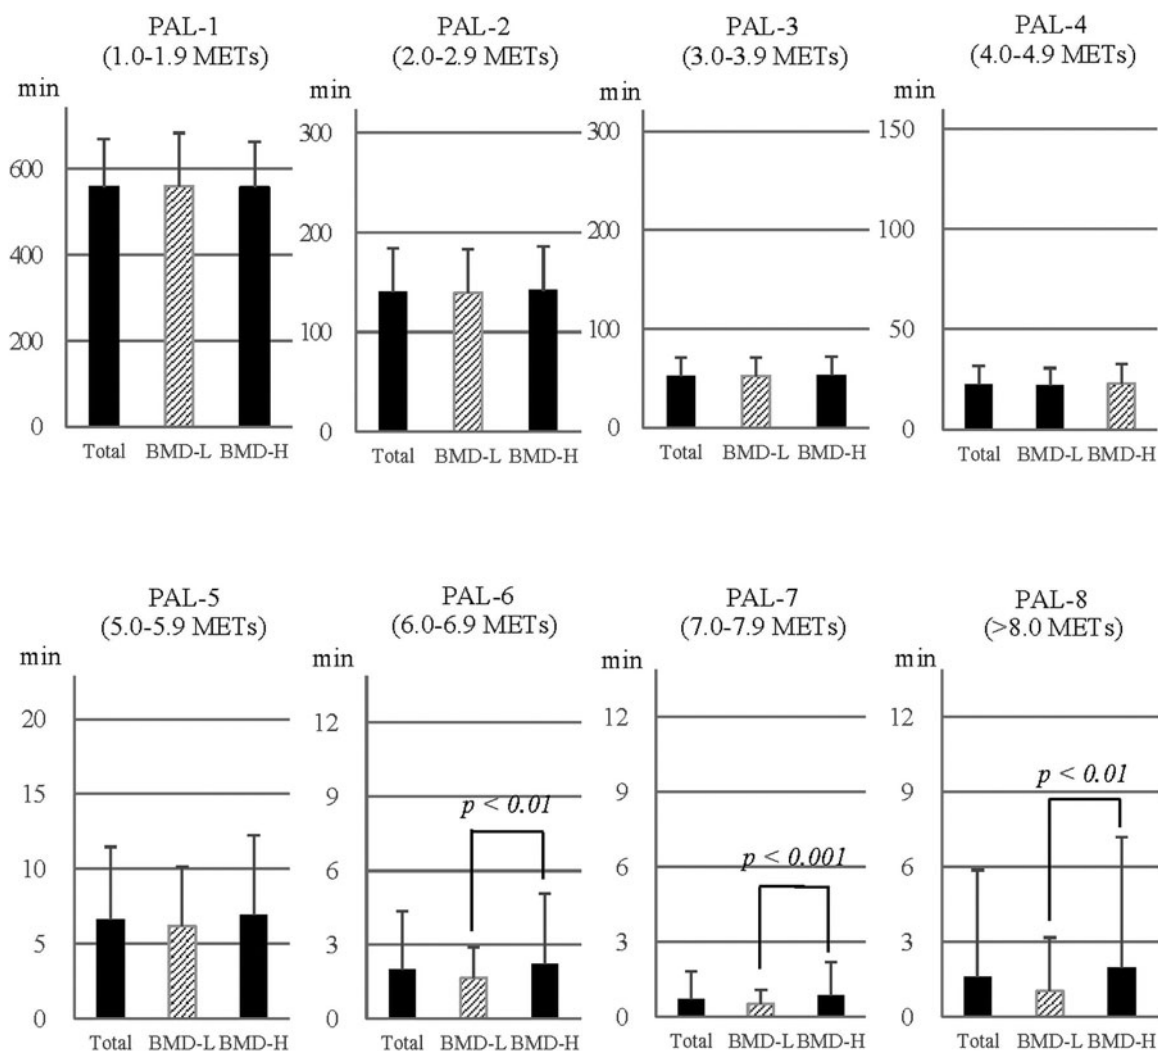 PAL-1
(1.0-1.9 METs)
min
600
400
200
0
Total BMD-L BMD-H
PAL-2
(2.0-2.9 METs)
min
300
200
100
0
Total BMD-L BMD-H
PAL-3
(3.0-3.9 METs)
min
300
200
100
0
Total BMD-L BMD-H
PAL-4
(4.0-4.9 METs)
min
150
100
50
0
Total BMD-L BMD-H
PAL-5
(5.0-5.9 METs)
min
20
15
10
5
0
Total BMD-L BMD-H
PAL-6
(6.0-6.9 METs)
min
12
9
6
3
0
p < 0.01
Total BMD-L BMD-H
PAL-7
(7.0-7.9 METs)
min
12
9
6
3
0
p < 0.001
Total BMD-L BMD-H
PAL-8
(>8.0 METs)
min
12
9
6
3
0
p < 0.01
Total BMD-L BMD-H